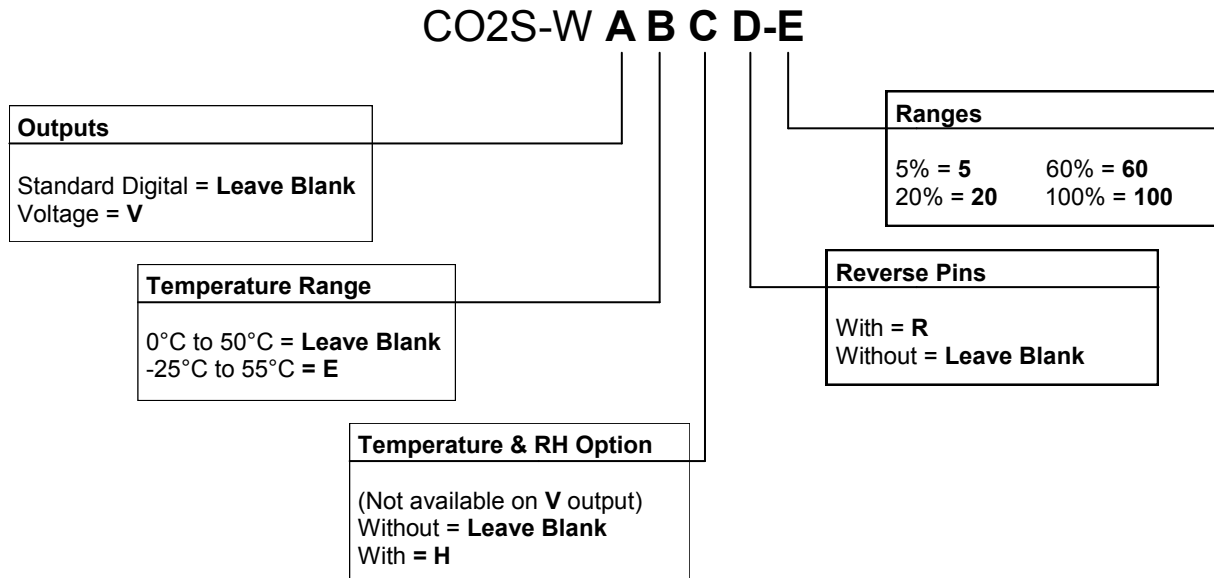 CO2S-W A B C D-E
Outputs
Standard Digital = Leave Blank
Voltage = V
Ranges
5% = 5 60% = 60
20% = 20 100% = 100
Temperature Range
0°C to 50°C = Leave Blank
-25°C to 55°C = E
Reverse Pins
With = R
Without = Leave Blank
Temperature & RH Option
(Not available on V output)
Without = Leave Blank
With = H